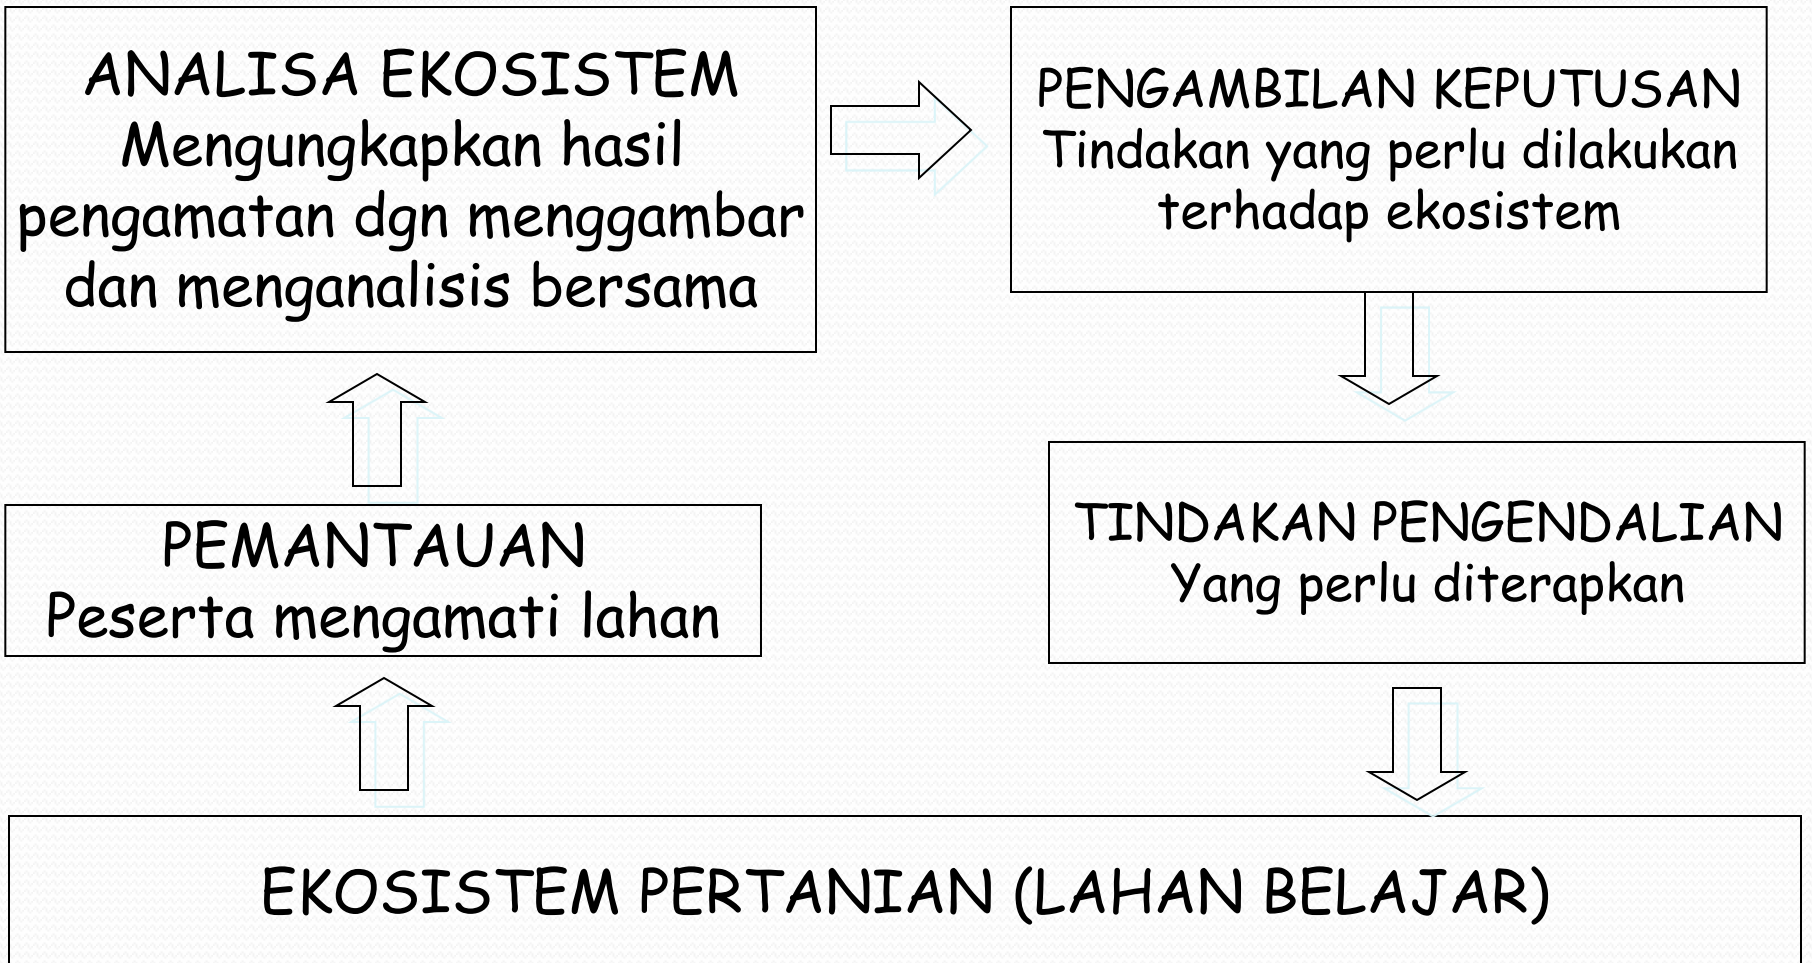 ANALISA EKOSISTEM
Mengungkapkan hasil
pengamatan dgn menggambar
dan menganalisis bersama
PENGAMBILAN KEPUTUSAN
Tindakan yang perlu dilakukan
terhadap ekosistem
PEMANTAUAN
Peserta mengamati lahan
TINDAKAN PENGENDALIAN
Yang perlu diterapkan
EKOSISTEM PERTANIAN (LAHAN BELAJAR)